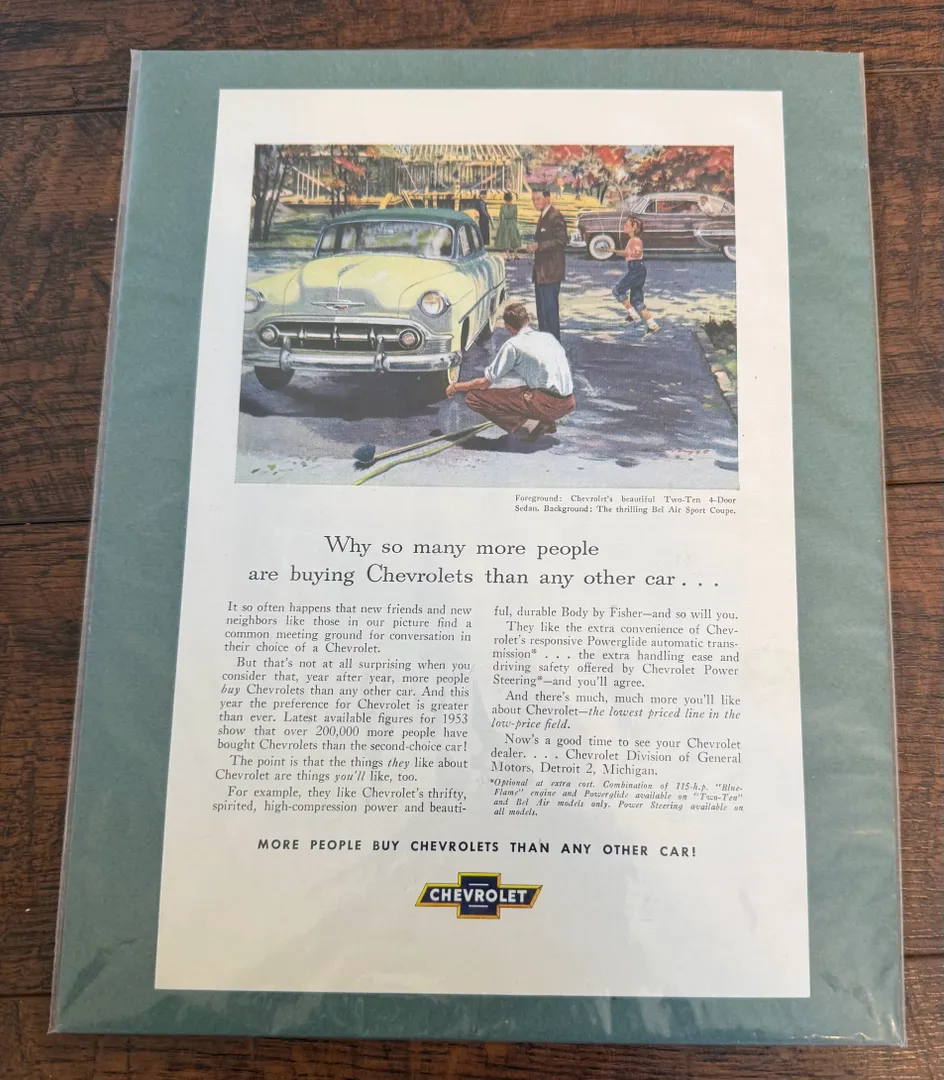 Foreground: Chevrolet's beautiful Two-Ten 4-Door
Sedan. Background: The thrilling Bel Air Sport Coupe.
Why so many more people
are buying Chevrolets than any other car . . .
It so often happens that new friends and new
neighbors like those in our picture find a
common meeting ground for conversation in
their choice of a Chevrolet.
But that's not at all surprising when you
consider that, year after year, more people
buy Chevrolets than any other car. And this
year the preference for Chevrolet is greater
than ever. Latest available figures for 1953
show that over 200,000 more people have
bought Chevrolets than the second-choice car!
The point is that the things they like about
Chevrolet are things you'll like, too.
For example, they like Chevrolet's thrifty,
spirited, high-compression power and beauti-
ful, durable Body by Fisher—and so will you.
They like the extra convenience of Chev-
rolet's responsive Powerglide automatic trans-
mission* . . . the extra handling ease and
driving safety offered by Chevrolet Power
Steering*—and you'll agree.
And there's much, much more you'll like
about Chevrolet—the lowest priced line in the
low-price field.
Now's a good time to see your Chevrolet
dealer. . . . Chevrolet Division of General
Motors, Detroit 2, Michigan.
*Optional at extra cost. Combination of 115-h.p. "Blue-
Flame" engine and Powerglide available on "Two-Ten"
and Bel Air models only. Power Steering available on
all models.
MORE PEOPLE BUY CHEVROLETS THAN ANY OTHER CAR!
CHEVROLET